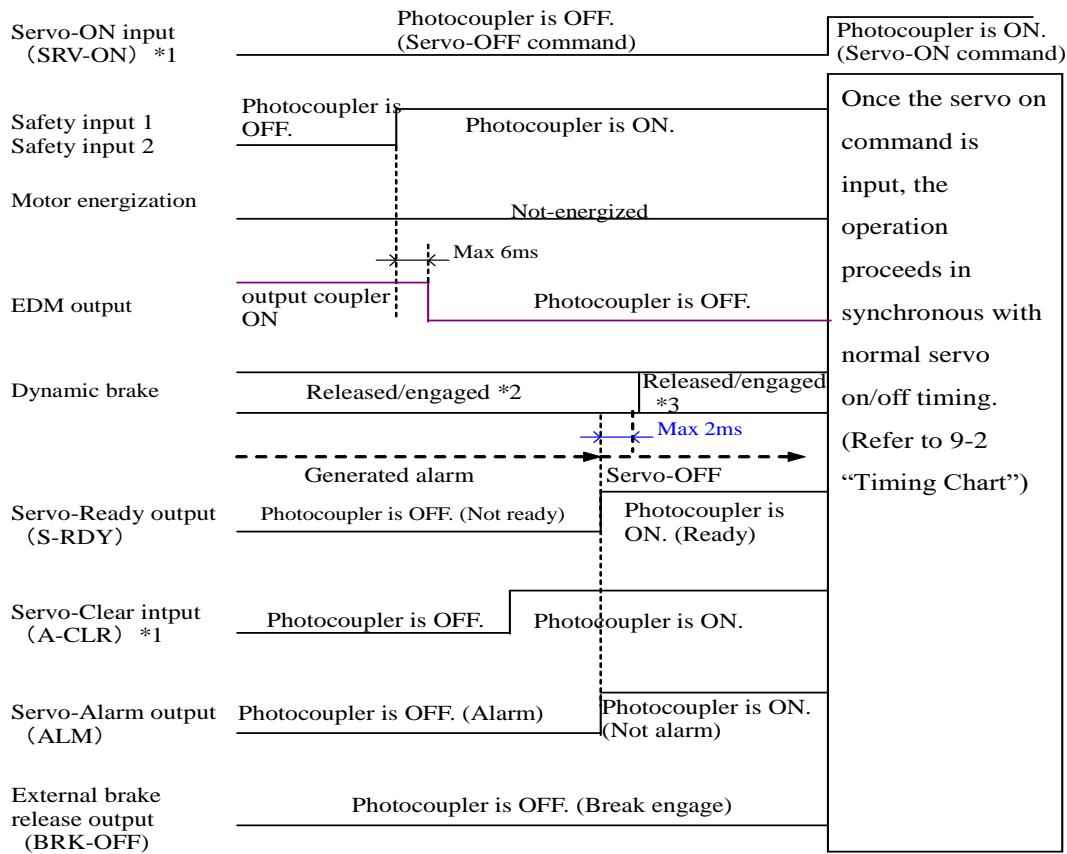 Servo-ON input
（SRV-ON） *1
Photocoupler is OFF.
(Servo-OFF command)
Photocoupler is ON.
(Servo-ON command)
Safety input 1
Safety input 2
Photocoupler is
OFF.
Photocoupler is ON.
Motor energization
Not-energized
Max 6ms
EDM output
output coupler
ON
Photocoupler is OFF.
Dynamic brake
Released/engaged *2
Released/engaged
*3
Max 2ms
Generated alarm
Servo-OFF
Servo-Ready output
（S-RDY）
Photocoupler is OFF. (Not ready)
Photocoupler is
ON. (Ready)
Servo-Clear intput
（A-CLR） *1
Photocoupler is OFF.
Photocoupler is ON.
Servo-Alarm output
（ALM）
Photocoupler is OFF. (Alarm)
Photocoupler is ON.
(Not alarm)
External brake
release output
（BRK-OFF）
Photocoupler is OFF. (Break engage)
Once the servo on
command is
input, the
operation
proceeds in
synchronous with
normal servo
on/off timing.
(Refer to 9-2
“Timing Chart”)